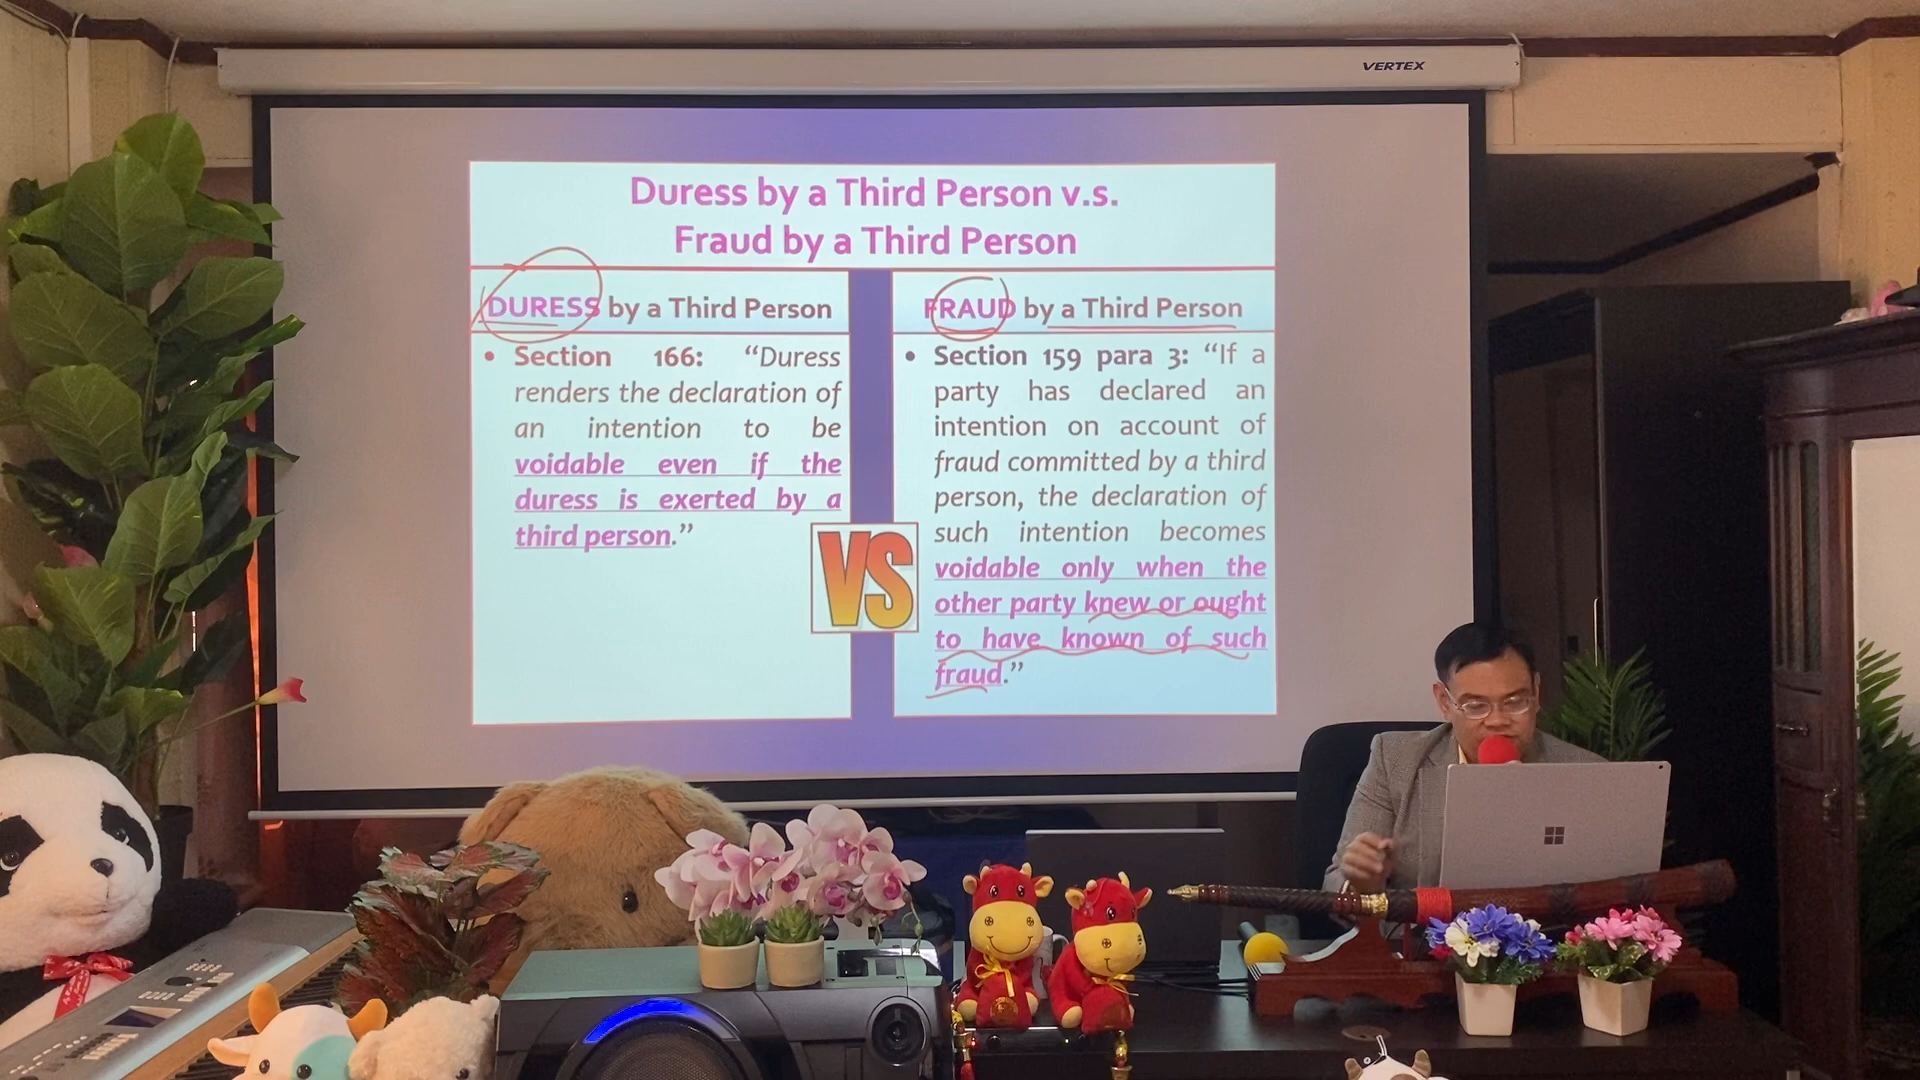 VERTEX
Duress by a Third Person v.s.
Fraud by a Third Person
DURESS by a Third Person
• Section 166: “Duress
renders the declaration of
an intention to be
voidable even if the
duress is exerted by a
third person.”
VS
FRAUD by a Third Person
• Section 159 para 3: “If a
party has declared an
intention on account of
fraud committed by a third
person, the declaration of
such intention becomes
voidable only when the
other party knew or ought
to have known of such
fraud.”